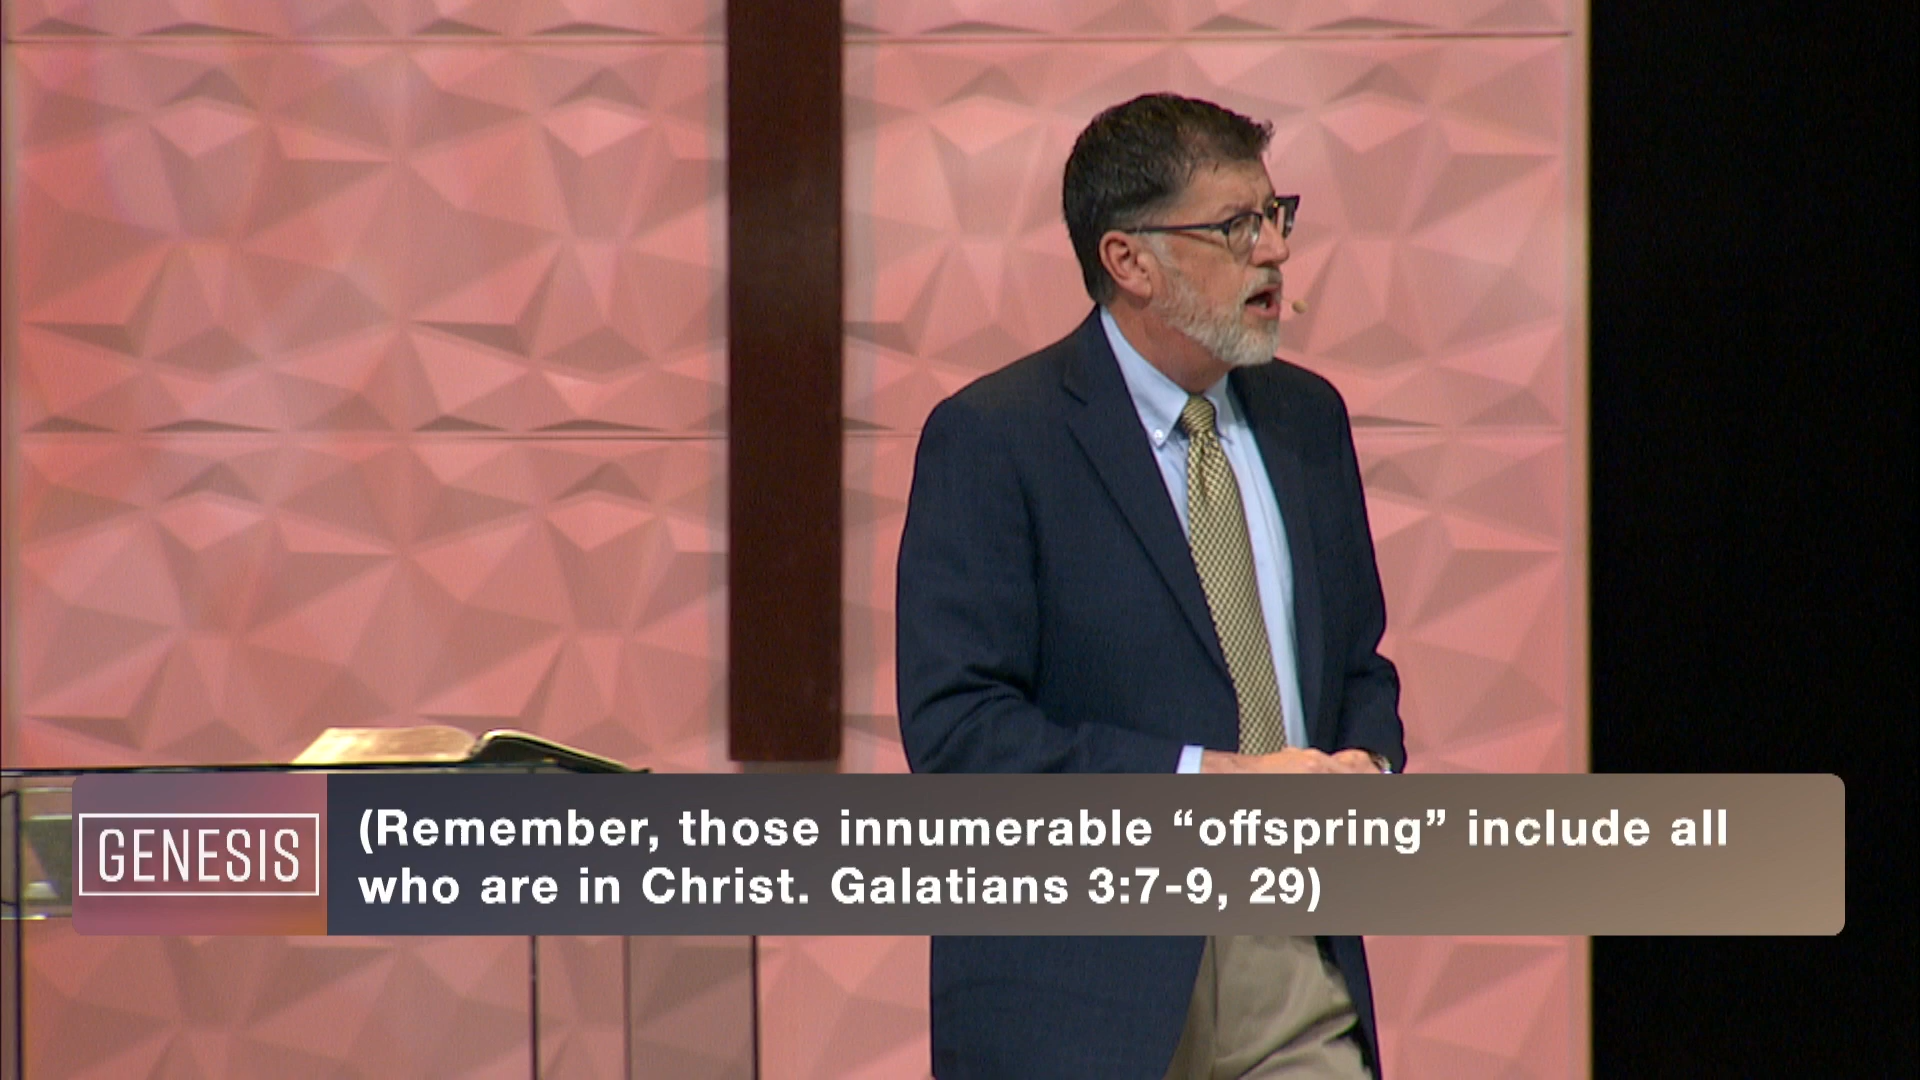 GENESIS
(Remember, those innumerable “offspring” include all
who are in Christ. Galatians 3:7-9, 29)